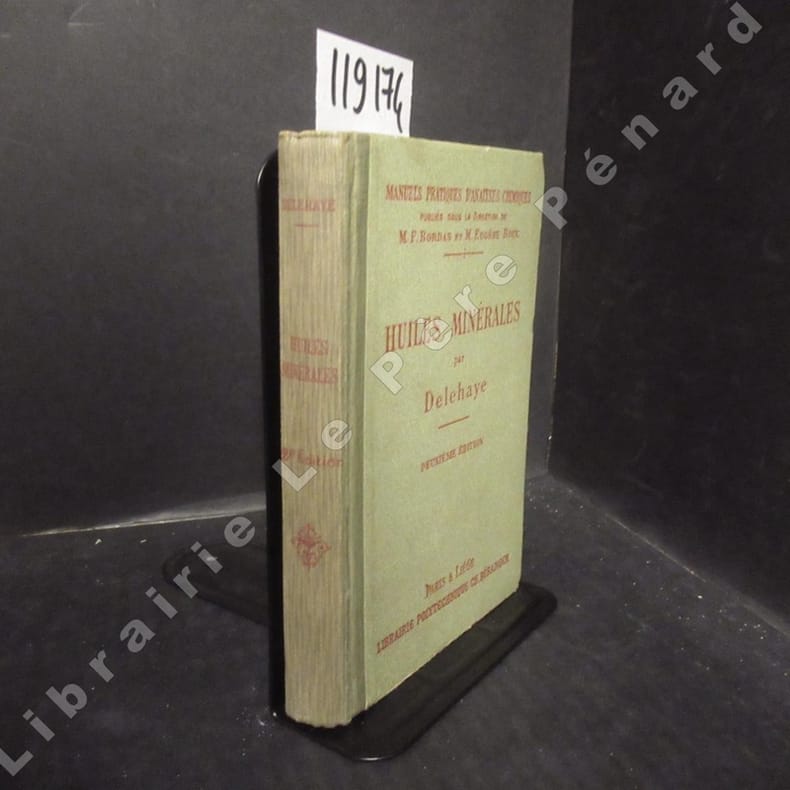 119174
DELEHAYE
HUILES
MINÉRALES
2e Edition
MANUELS PRATIQUES D'ANALYSES CHIMIQUES
PUBLIÉS SOUS LA DIRECTION DE
M. F. BORDAS ET M. EUGÈNE ROUX
HUILES MINÉRALES
par
Delehaye
DEUXIÈME ÉDITION
PARIS & LIÉGE
LIBRAIRIE POLYTECHNIQUE CH. BÉRANGER
Librairie Le Père Pénard